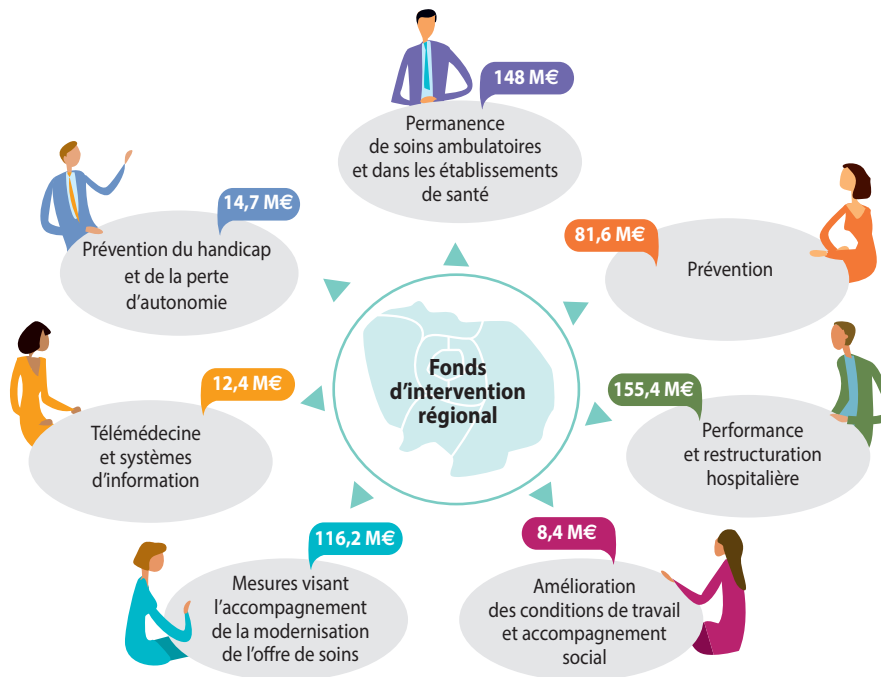 148 M€
Permanence
de soins ambulatoires
et dans les établissements
de santé
14,7 M€
Prévention du handicap
et de la perte
d'autonomie
81,6 M€
Prévention
Fonds
d'intervention
régional
12,4 M€
Télémédecine
et systèmes
d'information
155,4 M€
Performance
et restructuration
hospitalière
116,2 M€
Mesures visant
l'accompagnement
de la modernisation
de l'offre de soins
8,4 M€
Amélioration
des conditions de travail
et accompagnement
social